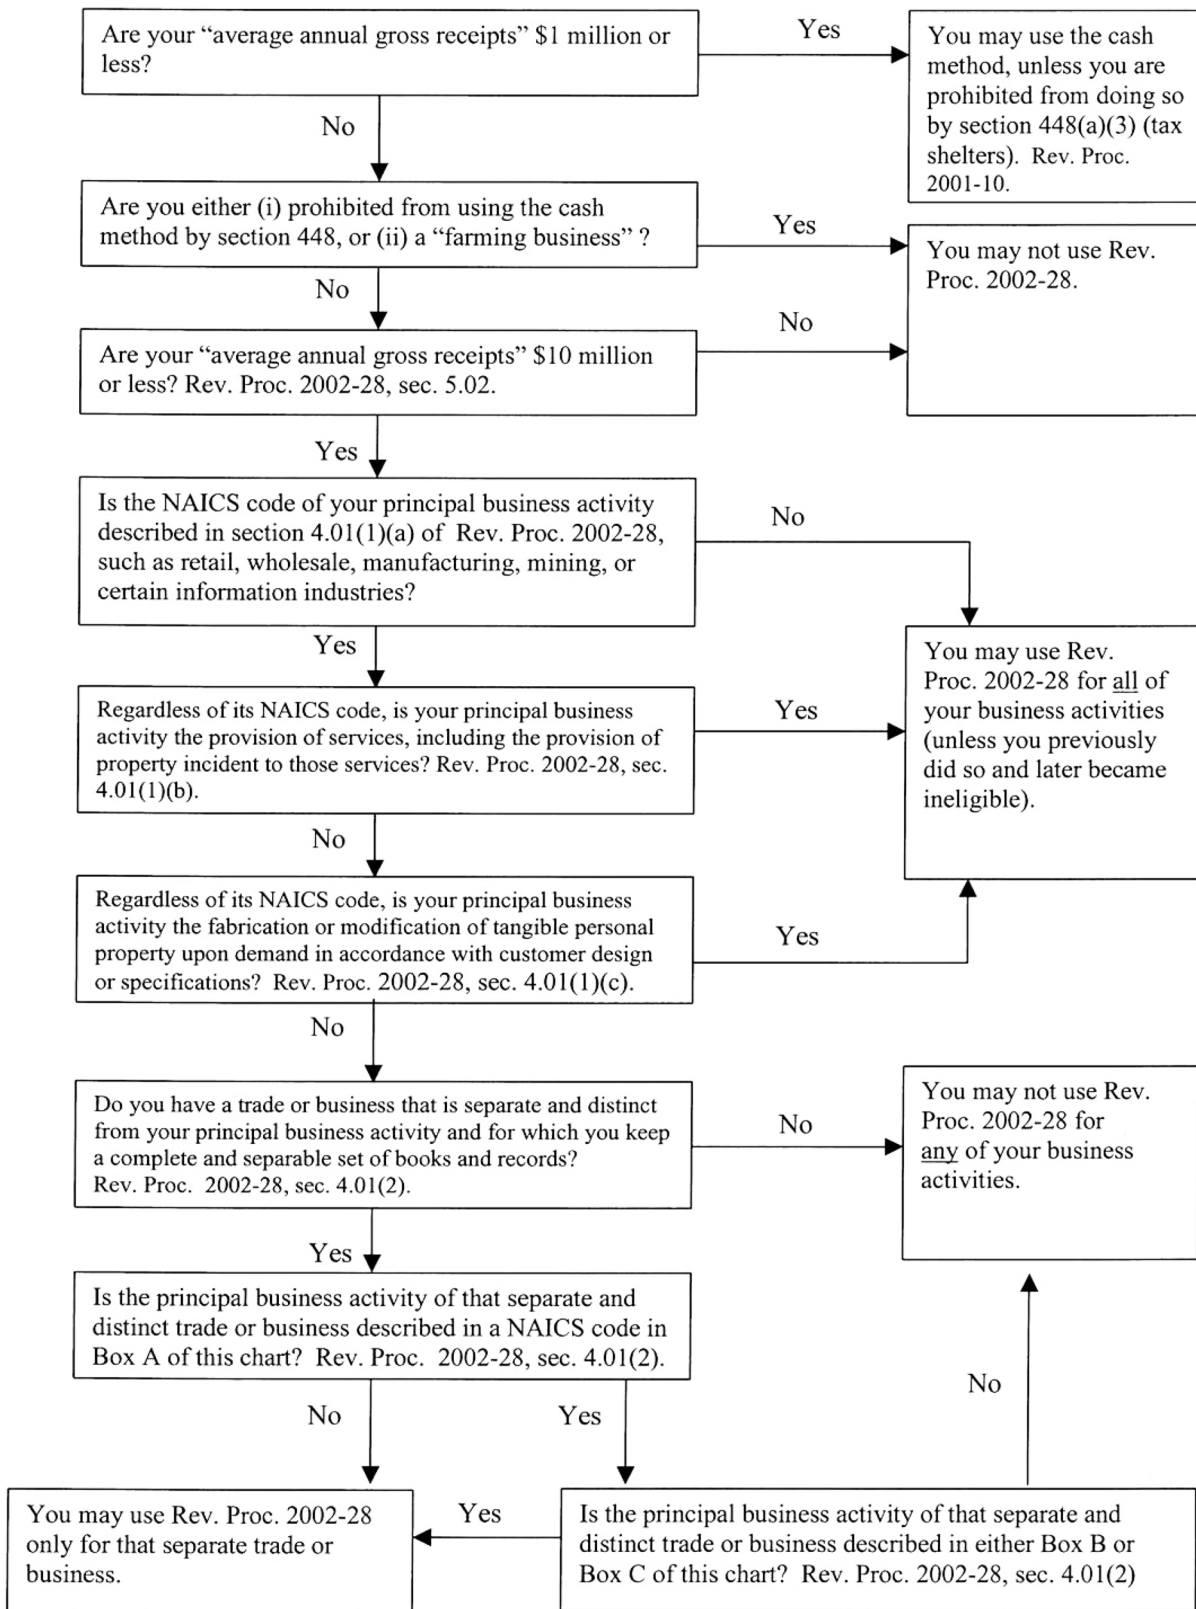 Are your “average annual gross receipts” $1 million or
less?
Yes
You may use the cash
method, unless you are
prohibited from doing so
by section 448(a)(3) (tax
shelters). Rev. Proc.
2001-10.
No
Are you either (i) prohibited from using the cash
method by section 448, or (ii) a “farming business” ?
Yes
You may not use Rev.
Proc. 2002-28.
No
Are your “average annual gross receipts” $10 million
or less? Rev. Proc. 2002-28, sec. 5.02.
No
Yes
Is the NAICS code of your principal business activity
described in section 4.01(1)(a) of Rev. Proc. 2002-28,
such as retail, wholesale, manufacturing, mining, or
certain information industries?
No
You may use Rev.
Proc. 2002-28 for all of
your business activities
(unless you previously
did so and later became
ineligible).
Yes
Regardless of its NAICS code, is your principal business
activity the provision of services, including the provision of
property incident to those services? Rev. Proc. 2002-28, sec.
4.01(1)(b).
Yes
No
Regardless of its NAICS code, is your principal business
activity the fabrication or modification of tangible personal
property upon demand in accordance with customer design
or specifications? Rev. Proc. 2002-28, sec. 4.01(1)(c).
Yes
No
Do you have a trade or business that is separate and distinct
from your principal business activity and for which you keep
a complete and separable set of books and records?
Rev. Proc. 2002-28, sec. 4.01(2).
No
You may not use Rev.
Proc. 2002-28 for
any of your business
activities.
Yes
Is the principal business activity of that separate and
distinct trade or business described in a NAICS code in
Box A of this chart? Rev. Proc. 2002-28, sec. 4.01(2).
No
No
Yes
You may use Rev. Proc. 2002-28
only for that separate trade or
business.
Yes
Is the principal business activity of that separate and
distinct trade or business described in either Box B or
Box C of this chart? Rev. Proc. 2002-28, sec. 4.01(2)